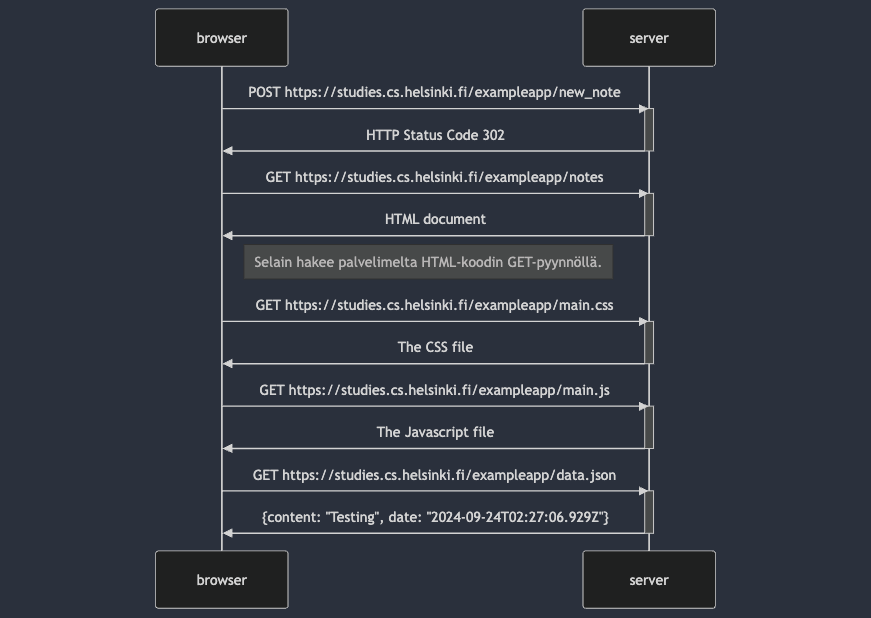 browser server
POST https://studies.cs.helsinki.fi/exampleapp/new_note
HTTP Status Code 302
GET https://studies.cs.helsinki.fi/exampleapp/notes
HTML document
Selain hakee palvelimelta HTML-koodin GET-pyynnöllä.
GET https://studies.cs.helsinki.fi/exampleapp/main.css
The CSS file
GET https://studies.cs.helsinki.fi/exampleapp/main.js
The Javascript file
GET https://studies.cs.helsinki.fi/exampleapp/data.json
{content: "Testing", date: "2024-09-24T02:27:06.929Z"}
browser server